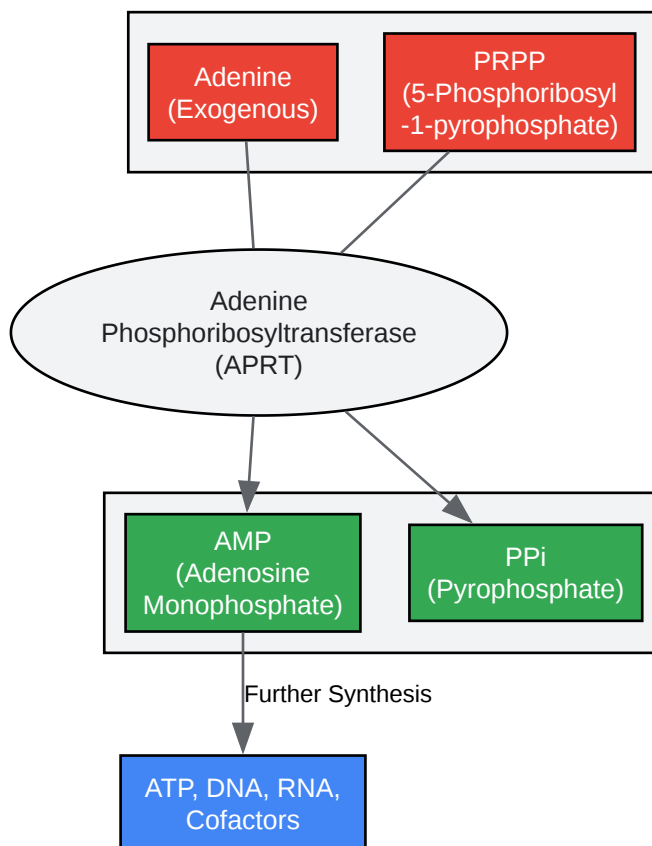 Adenine
(Exogenous)
PRPP
(5-Phosphoribosyl
-1-pyrophosphate)
Adenine
Phosphoribosyltransferase
(APRT)
AMP
(Adenosine
Monophosphate)
PPi
(Pyrophosphate)
Further Synthesis
ATP, DNA, RNA,
Cofactors